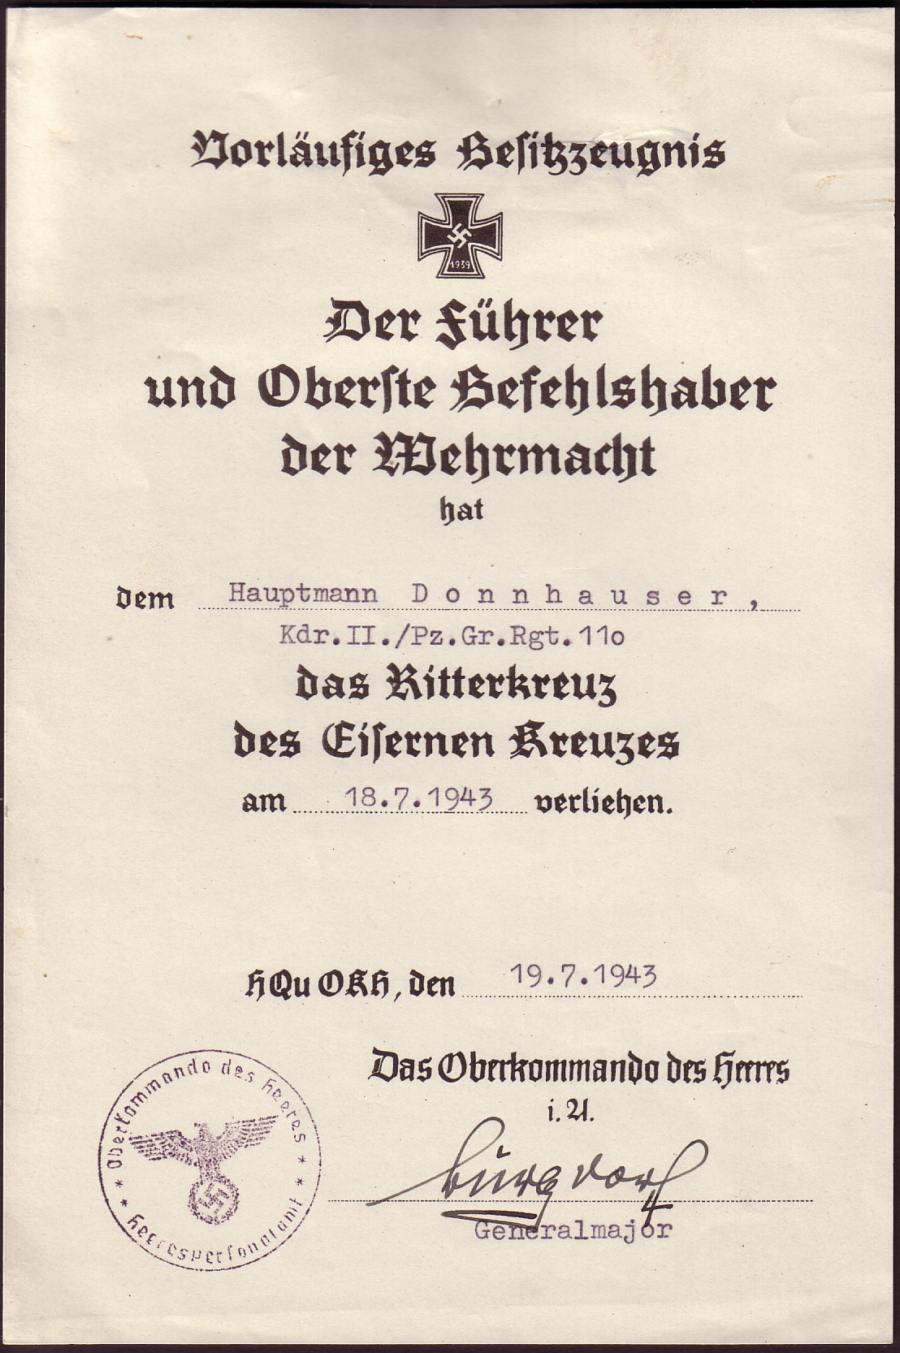 Vorläufiges Besitzzeugnis
1939
Der Führer
und Oberste Befehlshaber
der Wehrmacht
hat
dem Hauptmann Donnhauser,
Kdr.II./Pz.Gr.Rgt.11o
das Ritterkreuz
des Eisernen Kreuzes
am 18.7.1943 verliehen.
HQu OKH, den 19.7.1943
Das Oberkommando des Heeres
i. A.
Burgdorf
Generalmajor
Oberkommando des Heeres
Heerespersonalamt